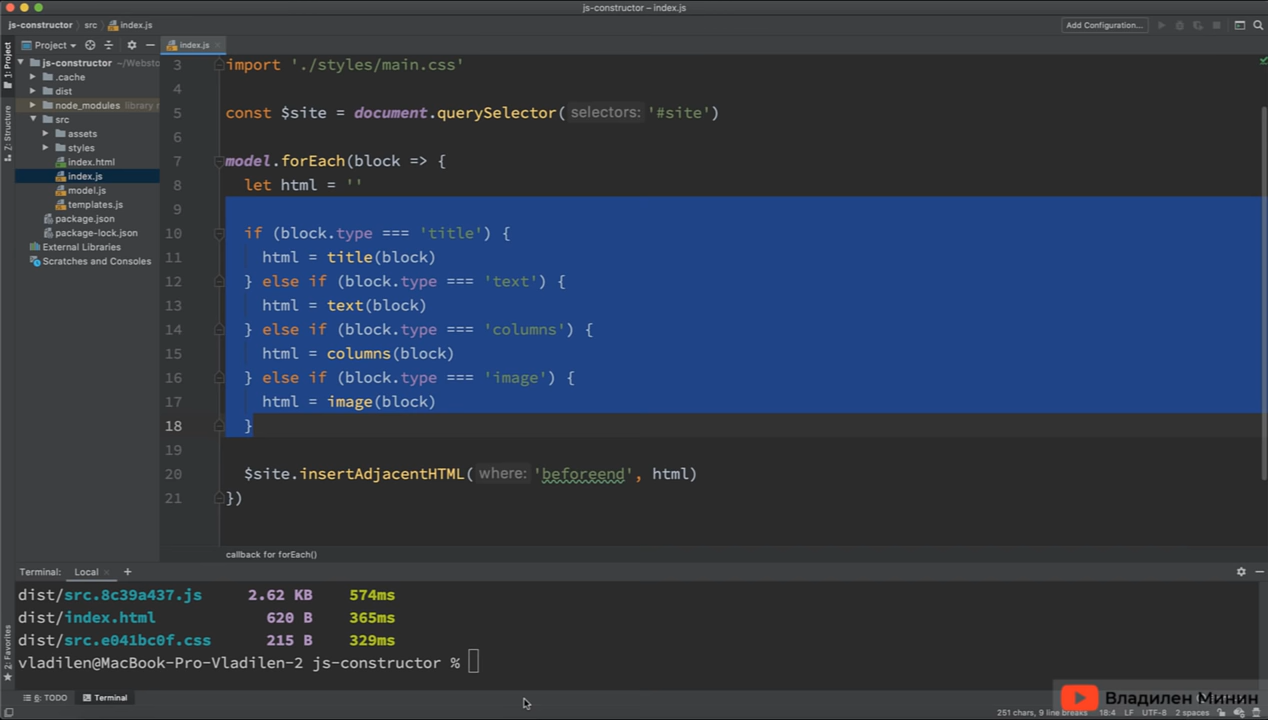 js-constructor – index.js
js-constructor src index.js
Add Configuration...
Project
index.js
1: Project
Z: Structure
2: Favorites
js-constructor ~/Websto
.cache
dist
node_modules library r
src
assets
styles
index.html
index.js
model.js
templates.js
package.json
package-lock.json
External Libraries
Scratches and Consoles
3 import './styles/main.css'
4
5 const $site = document.querySelector( selectors: '#site')
6
7 model.forEach(block => {
8 let html = ''
9
10 if (block.type === 'title') {
11 html = title(block)
12 } else if (block.type === 'text') {
13 html = text(block)
14 } else if (block.type === 'columns') {
15 html = columns(block)
16 } else if (block.type === 'image') {
17 html = image(block)
18 }
19
20 $site.insertAdjacentHTML( where: 'beforeend', html)
21 })
callback for forEach()
Terminal: Local +
dist/src.8c39a437.js 2.62 KB 574ms
dist/index.html 620 B 365ms
dist/src.e041bc0f.css 215 B 329ms
vladilen@MacBook-Pro-Vladilen-2 js-constructor %
6: TODO Terminal
Владилен Минин
251 chars, 9 line breaks 18:4 LF UTF-8 2 spaces